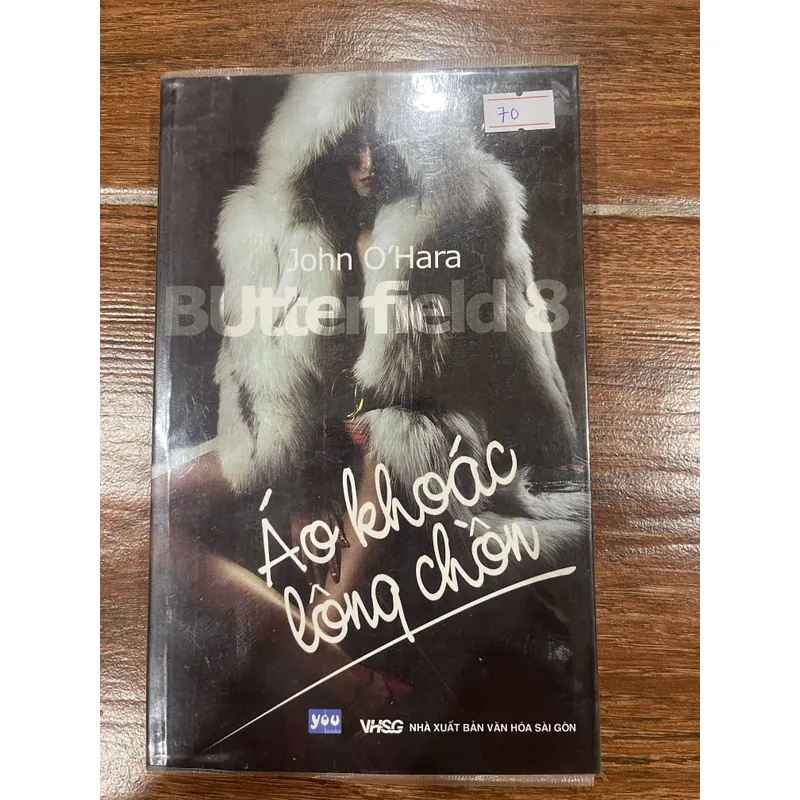 70
John O'Hara
BUtterfield 8
Áo khoác
lông chồn
you
VHSG NHÀ XUẤT BẢN VĂN HÓA SÀI GÒN